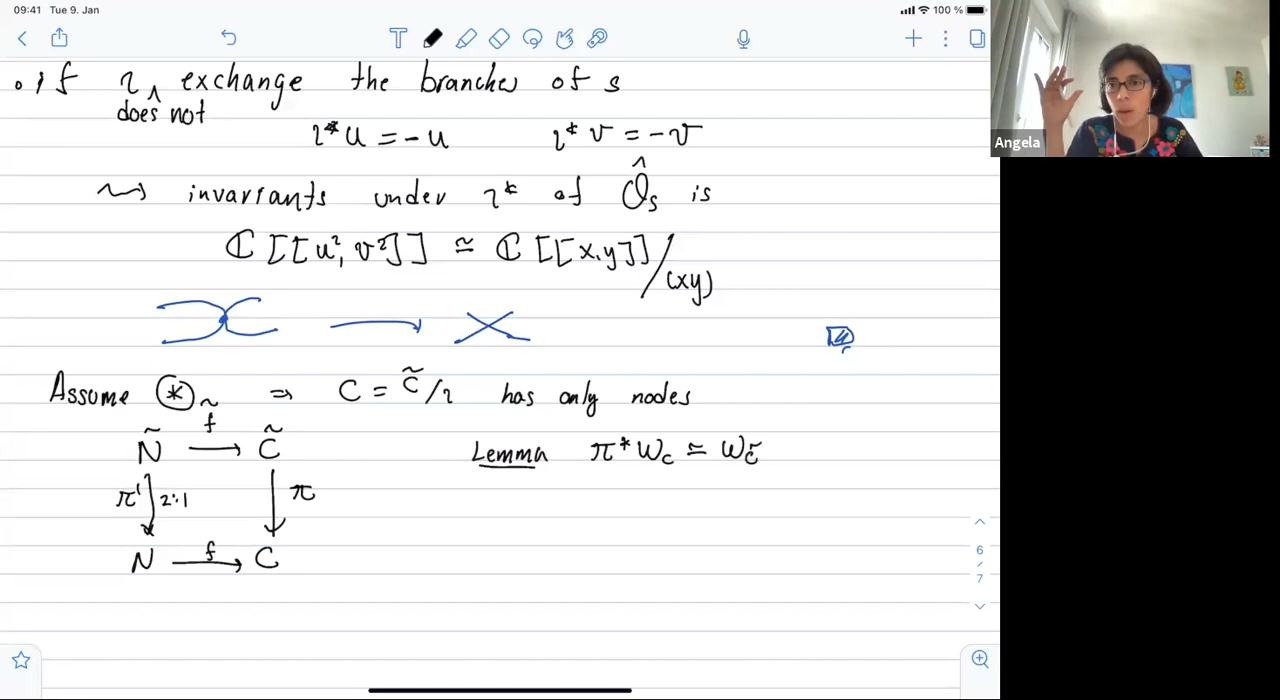 09:41 Tue 9. Jan
100 %
T
Angela
• if ι does not exchange the branches of s
ι* u = - u ι* v = - v
⇝ invariants under ι* of Ôₛ is
ℂ[[u², v²]] ≅ ℂ[[x,y]]/(xy)
Assume ⊛ ⇒ C = C̃/ι has only nodes
Ñ f̃ → C̃
Lemma π* ω_C ≅ ω_C̃
π' 2:1 π
N f → C
6
/
7